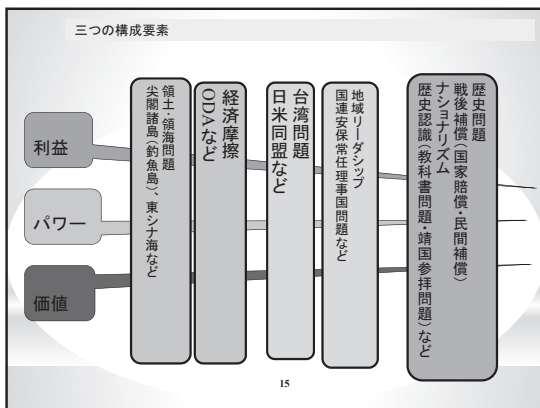 三つの構成要素
利益
パワー
価値
領土・領海問題
尖閣諸島(釣魚島)、東シナ海など
経済摩擦
ODAなど
台湾問題
日米同盟など
地域リーダシップ
国連安保常任理事国問題など
歴史問題
戦後補償(国家賠償・民間補償)
ナショナリズム
歴史認識(教科書問題・靖国参拝問題)など
15